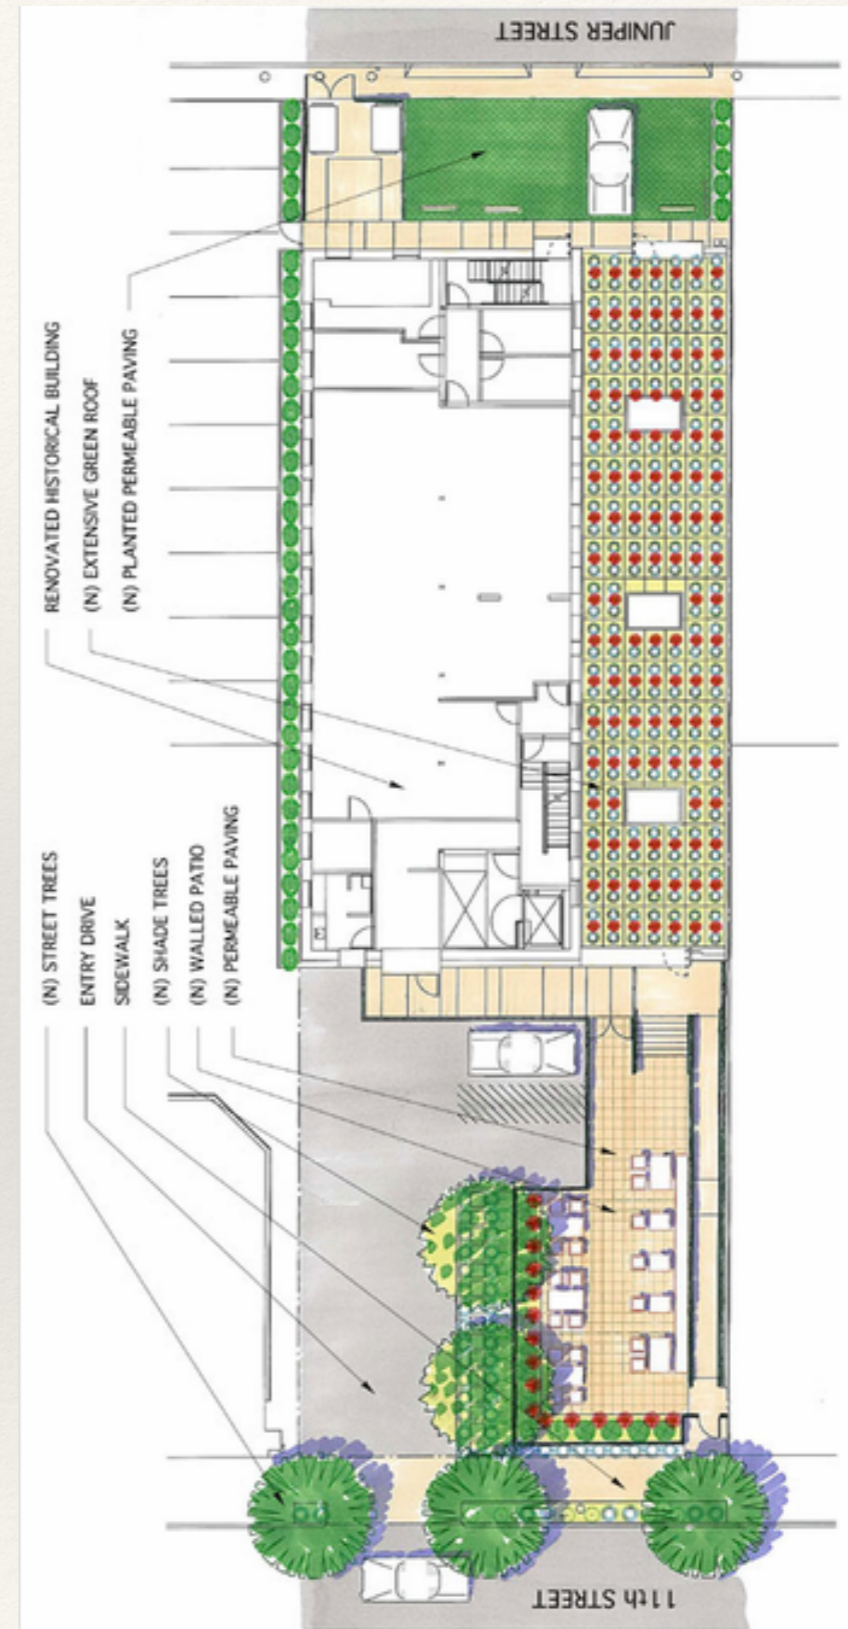 JUNIPER STREET
RENOVATED HISTORICAL BUILDING
(N) EXTENSIVE GREEN ROOF
(N) PLANTED PERMEABLE PAVING
(N) STREET TREES
ENTRY DRIVE
SIDEWALK
(N) SHADE TREES
(N) WALLED PATIO
(N) PERMEABLE PAVING
11th STREET